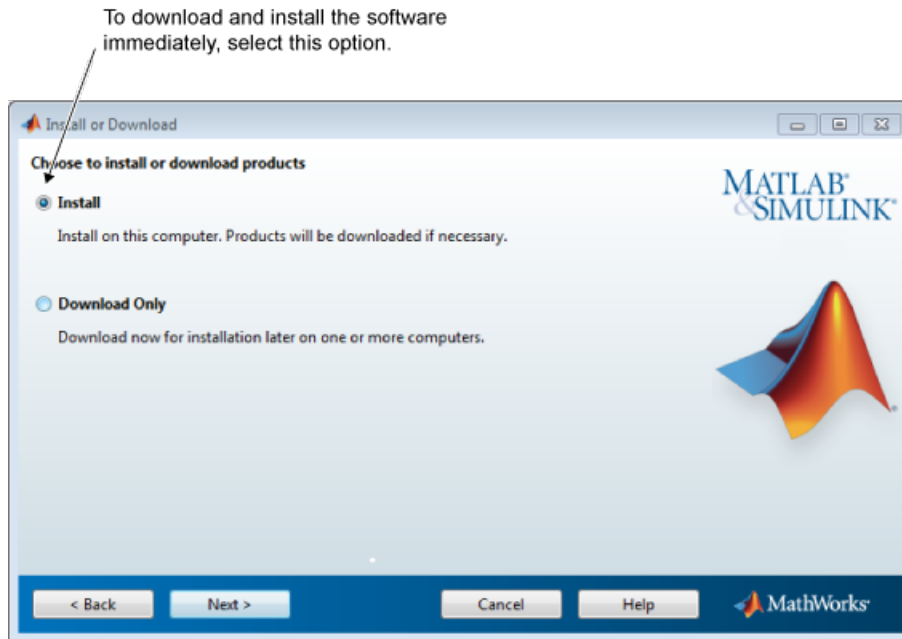 To download and install the software
immediately, select this option.
Install or Download
Choose to install or download products
MATLAB®
&SIMULINK®
Install
Install on this computer. Products will be downloaded if necessary.
Download Only
Download now for installation later on one or more computers.
®
< Back
Next >
Cancel
Help
MathWorks®